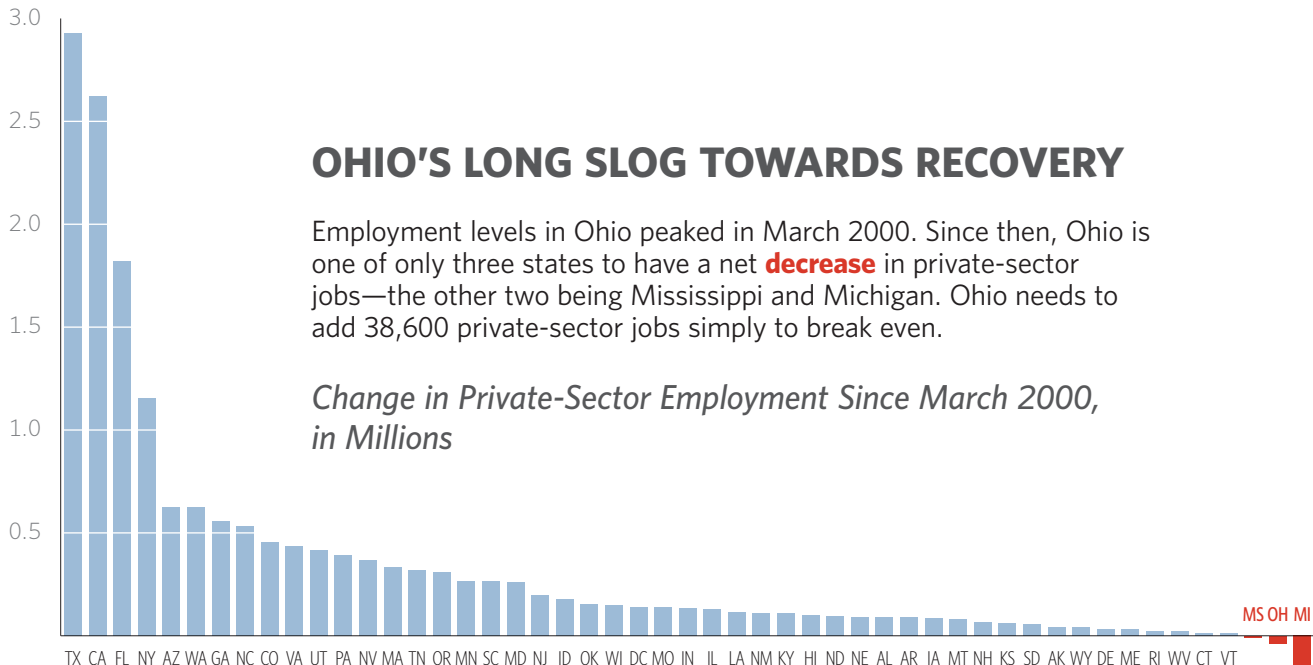 3.0
2.5
OHIO'S LONG SLOG TOWARDS RECOVERY
2.0
Employment levels in Ohio peaked in March 2000. Since then, Ohio is
one of only three states to have a net decrease in private-sector
jobs—the other two being Mississippi and Michigan. Ohio needs to
1.5
add 38,600 private-sector jobs simply to break even.
Change in Private-Sector Employment Since March 2000,
1.0
in Millions
0.5
MS OH MI
TX CA FL NY AZ WA GA NC CO VA UT PA NV MA TN OR MN SC MD NJ ID OK WI DC MO IN IL LA NM KY HI ND NE AL AR IA MT NH KS SD AK WY DE ME RI WV CT VT